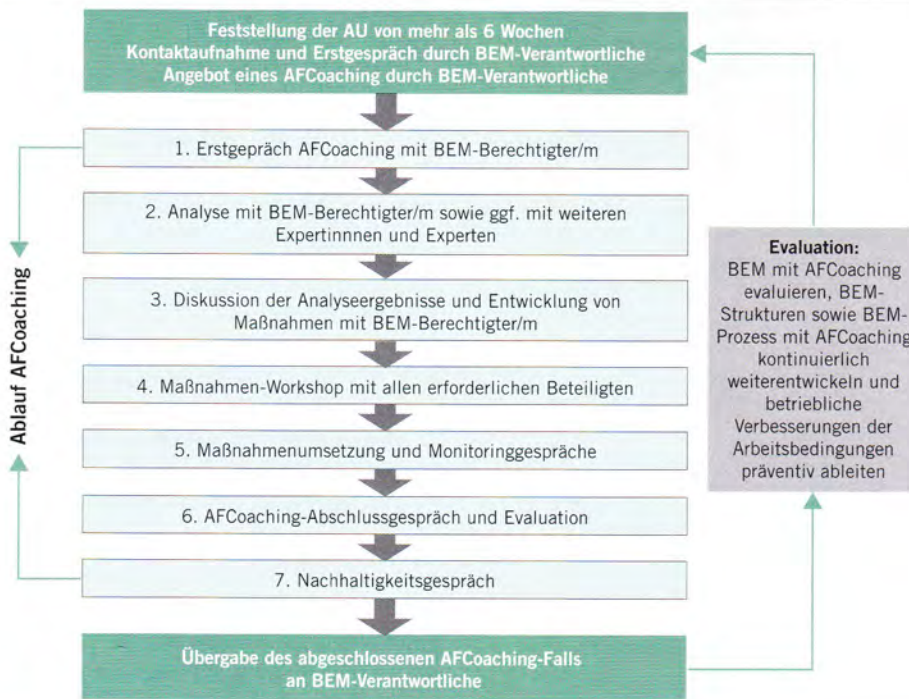 Feststellung der AU von mehr als 6 Wochen
Kontaktaufnahme und Erstgespräch durch BEM-Verantwortliche
Angebot eines AFCoaching durch BEM-Verantwortliche
1. Erstgepräch AFCoaching mit BEM-Berechtigter/m
2. Analyse mit BEM-Berechtigter/m sowie ggf. mit weiteren
Expertinnnen und Experten
3. Diskussion der Analyseergebnisse und Entwicklung von
Maßnahmen mit BEM-Berechtigter/m
4. Maßnahmen-Workshop mit allen erforderlichen Beteiligten
5. Maßnahmenumsetzung und Monitoringgespräche
6. AFCoaching-Abschlussgespräch und Evaluation
7. Nachhaltigkeitsgespräch
Übergabe des abgeschlossenen AFCoaching-Falls
an BEM-Verantwortliche
Ablauf AFCoaching
Evaluation:
BEM mit AFCoaching
evaluieren, BEM-
Strukturen sowie BEM-
Prozess mit AFCoaching
kontinuierlich
weiterentwickeln und
betriebliche
Verbesserungen der
Arbeitsbedingungen
präventiv ableiten